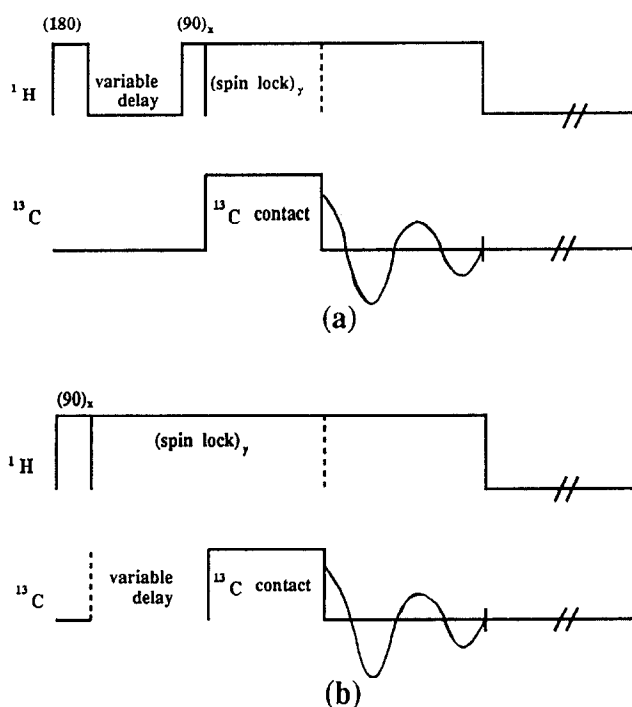 (180) (90)x
¹H variable delay (spin lock)y
¹³C ¹³C contact
(a)
(90)x
¹H (spin lock)y
¹³C variable delay ¹³C contact
(b)